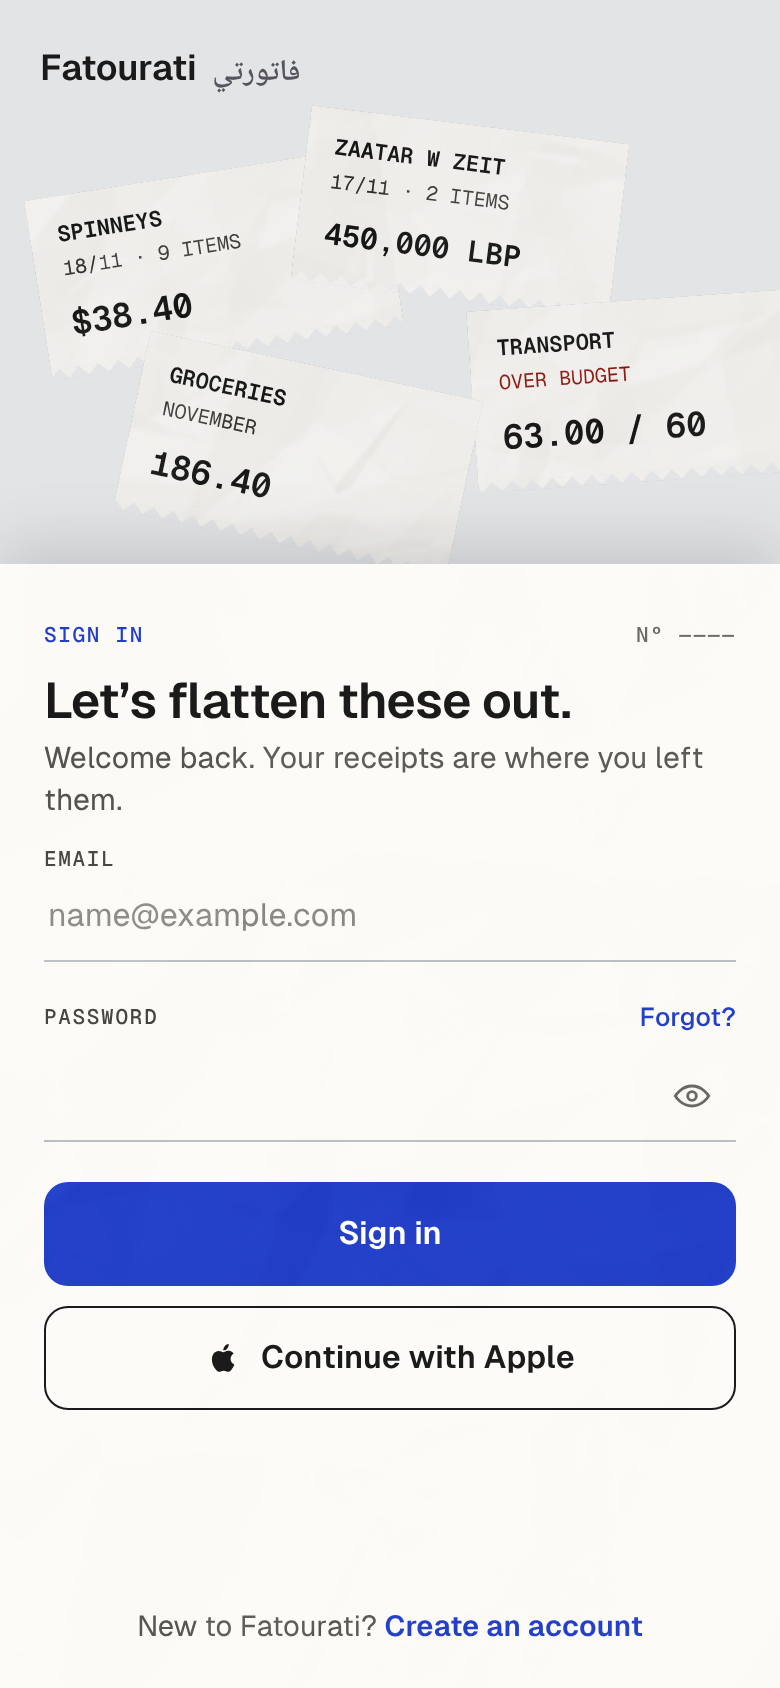 Fatourati فاتورتي
ZAATAR W ZEIT
17/11 · 2 ITEMS
450,000 LBP
SPINNEYS
18/11 · 9 ITEMS
$38.40
TRANSPORT
OVER BUDGET
63.00 / 60
GROCERIES
NOVEMBER
186.40
SIGN IN
Nº ––––
Let’s flatten these out.
Welcome back. Your receipts are where you left
them.
EMAIL
name@example.com
PASSWORD
Forgot?
Sign in
Continue with Apple
New to Fatourati? Create an account